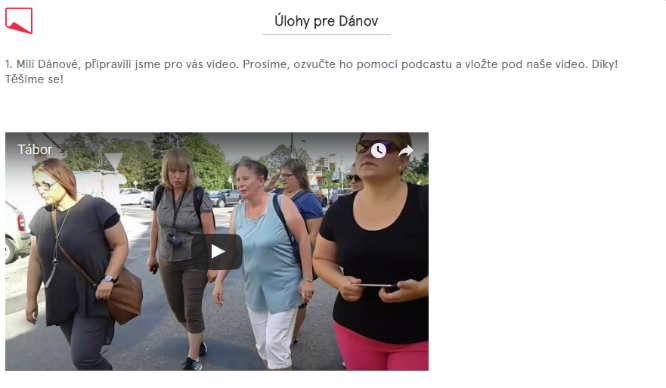 Úlohy pre Dánov
1. Milí Dánové, připravili jsme pro vás video. Prosíme, ozvučte ho pomocí podcastu a vložte pod naše video. Díky!
Těšíme se!
Tábor